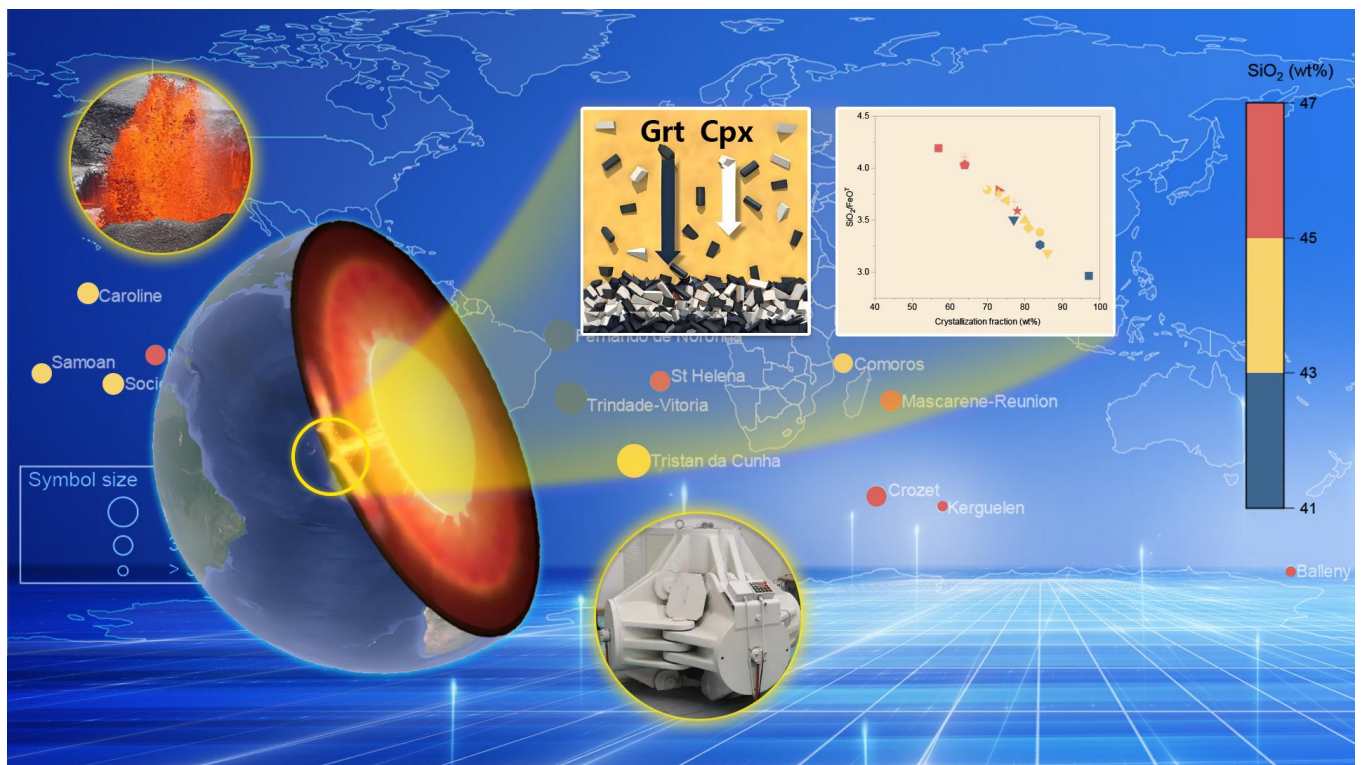 SiO₂ (wt%)
47
45
43
41
Grt Cpx
SiO₂/FeOᵀ
4.5
4.0
3.5
3.0
40
50
60
70
80
90
100
Crystallization fraction (wt%)
Caroline
Samoan
Fernando de Noronha
St Helena
Comoros
Trindade-Vitoria
Mascarene-Reunion
Tristan da Cunha
Symbol size
Crozet
Kerguelen
Balleny